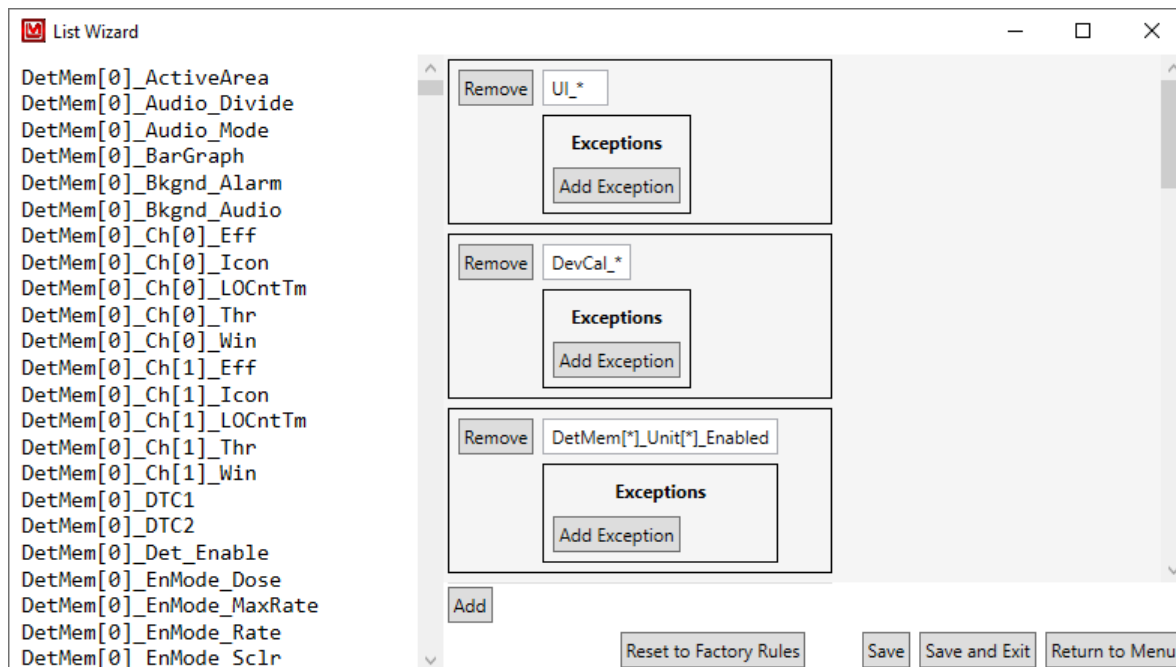 List Wizard
DetMem[0]_ActiveArea
DetMem[0]_Audio_Divide
DetMem[0]_Audio_Mode
DetMem[0]_BarGraph
DetMem[0]_Bkgnd_Alarm
DetMem[0]_Bkgnd_Audio
DetMem[0]_Ch[0]_Eff
DetMem[0]_Ch[0]_Icon
DetMem[0]_Ch[0]_LOCntTm
DetMem[0]_Ch[0]_Thr
DetMem[0]_Ch[0]_Win
DetMem[0]_Ch[1]_Eff
DetMem[0]_Ch[1]_Icon
DetMem[0]_Ch[1]_LOCntTm
DetMem[0]_Ch[1]_Thr
DetMem[0]_Ch[1]_Win
DetMem[0]_DTC1
DetMem[0]_DTC2
DetMem[0]_Det_Enable
DetMem[0]_EnMode_Dose
DetMem[0]_EnMode_MaxRate
DetMem[0]_EnMode_Rate
DetMem[0]_EnMode_Sclr
Remove UI_*
Exceptions
Add Exception
Remove DevCal_*
Exceptions
Add Exception
Remove DetMem[*]_Unit[*]_Enabled
Exceptions
Add Exception
Add
Reset to Factory Rules Save Save and Exit Return to Menu